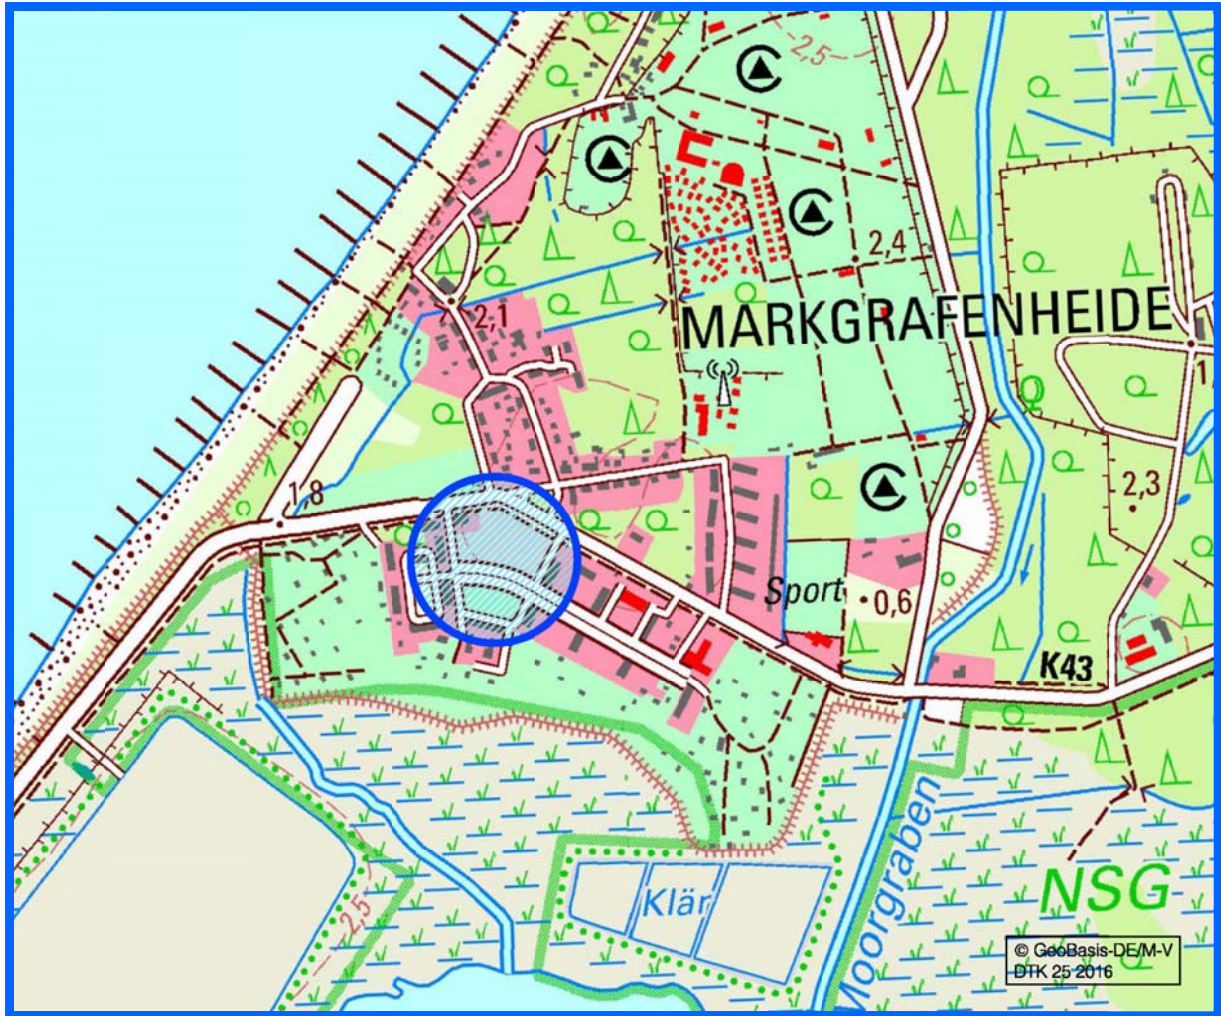 2,5
2,4
MARKGRAFENHEIDE
2,1
1
2,3
1,8
Sport
0,6
K43
Moorgraben
NSG
Klär
2,5
© GeoBasis-DE/M-V
DTK 25 2016